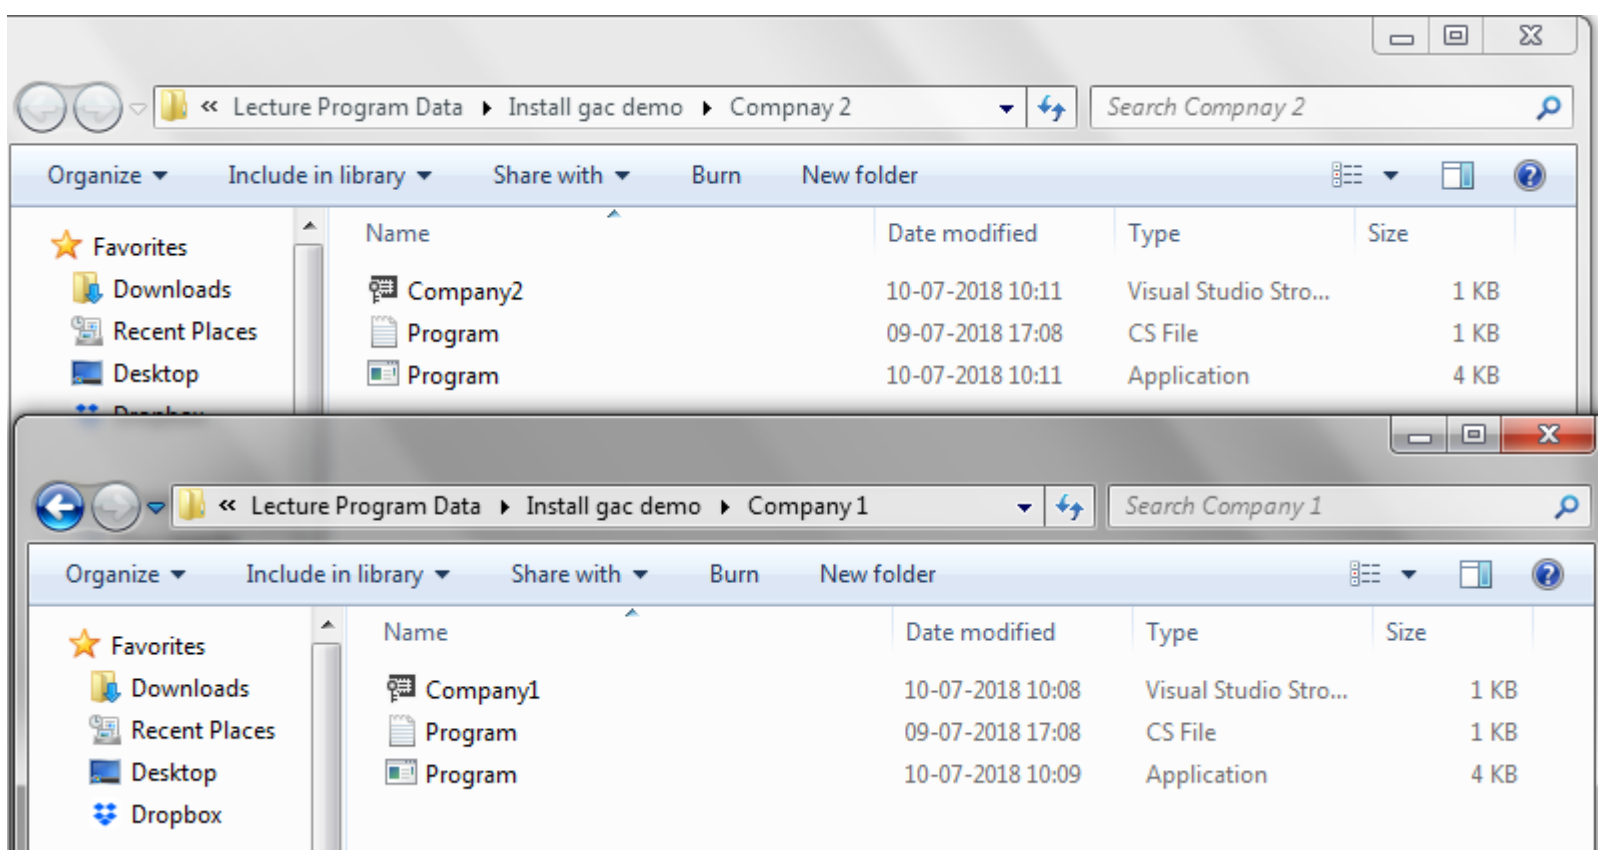 « Lecture Program Data Install gac demo Compnay 2 Search Compnay 2
Organize Include in library Share with Burn New folder
Favorites Name Date modified Type Size
Downloads Company2 10-07-2018 10:11 Visual Studio Stro... 1 KB
Recent Places Program 09-07-2018 17:08 CS File 1 KB
Desktop Program 10-07-2018 10:11 Application 4 KB
Dropbox
« Lecture Program Data Install gac demo Company 1 Search Company 1
Organize Include in library Share with Burn New folder
Favorites Name Date modified Type Size
Downloads Company1 10-07-2018 10:08 Visual Studio Stro... 1 KB
Recent Places Program 09-07-2018 17:08 CS File 1 KB
Desktop Program 10-07-2018 10:09 Application 4 KB
Dropbox